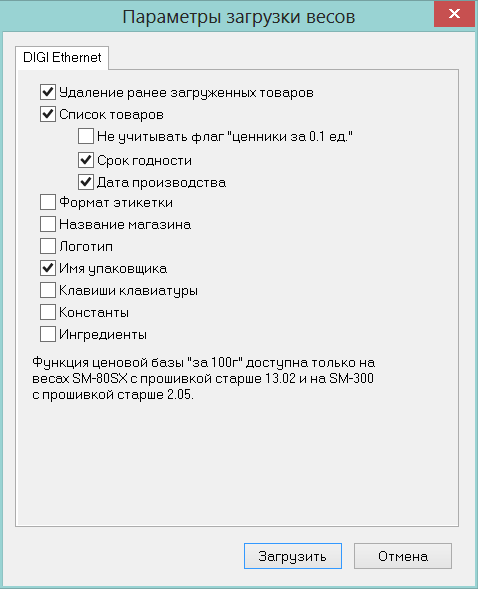 Параметры загрузки весов
DIGI Ethernet
Удаление ранее загруженных товаров
Список товаров
Не учитывать флаг "ценники за 0.1 ед."
Срок годности
Дата производства
Формат этикетки
Название магазина
Логотип
Имя упаковщика
Клавиши клавиатуры
Константы
Ингредиенты
Функция ценовой базы "за 100г" доступна только на
весах SM-80SX с прошивкой старше 13.02 и на SM-300
с прошивкой старше 2.05.
Загрузить
Отмена